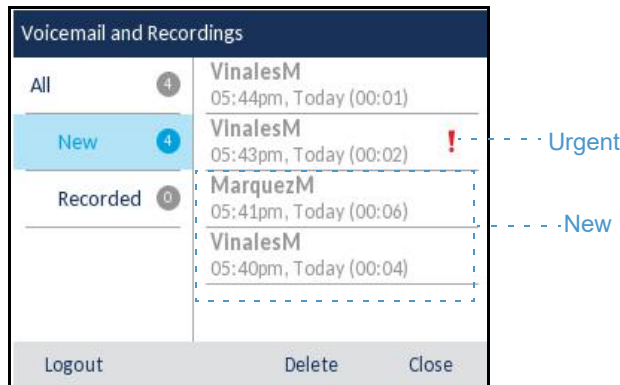 Voicemail and Recordings
All 4
New 4
Recorded 0
VinalesM
05:44pm, Today (00:01)
VinalesM
05:43pm, Today (00:02) !
MarquezM
05:41pm, Today (00:06)
VinalesM
05:40pm, Today (00:04)
Urgent
New
Logout Delete Close